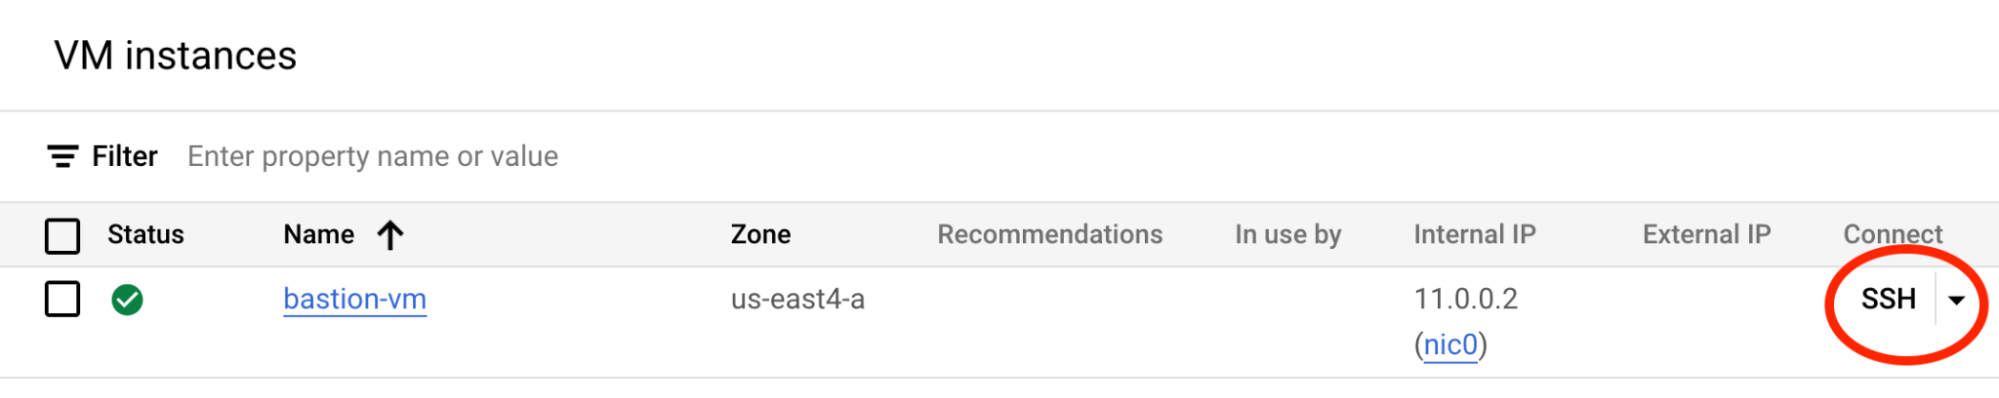 VM instances
Filter Enter property name or value
Status Name Zone Recommendations In use by Internal IP External IP Connect
bastion-vm us-east4-a 11.0.0.2 SSH
(nic0)